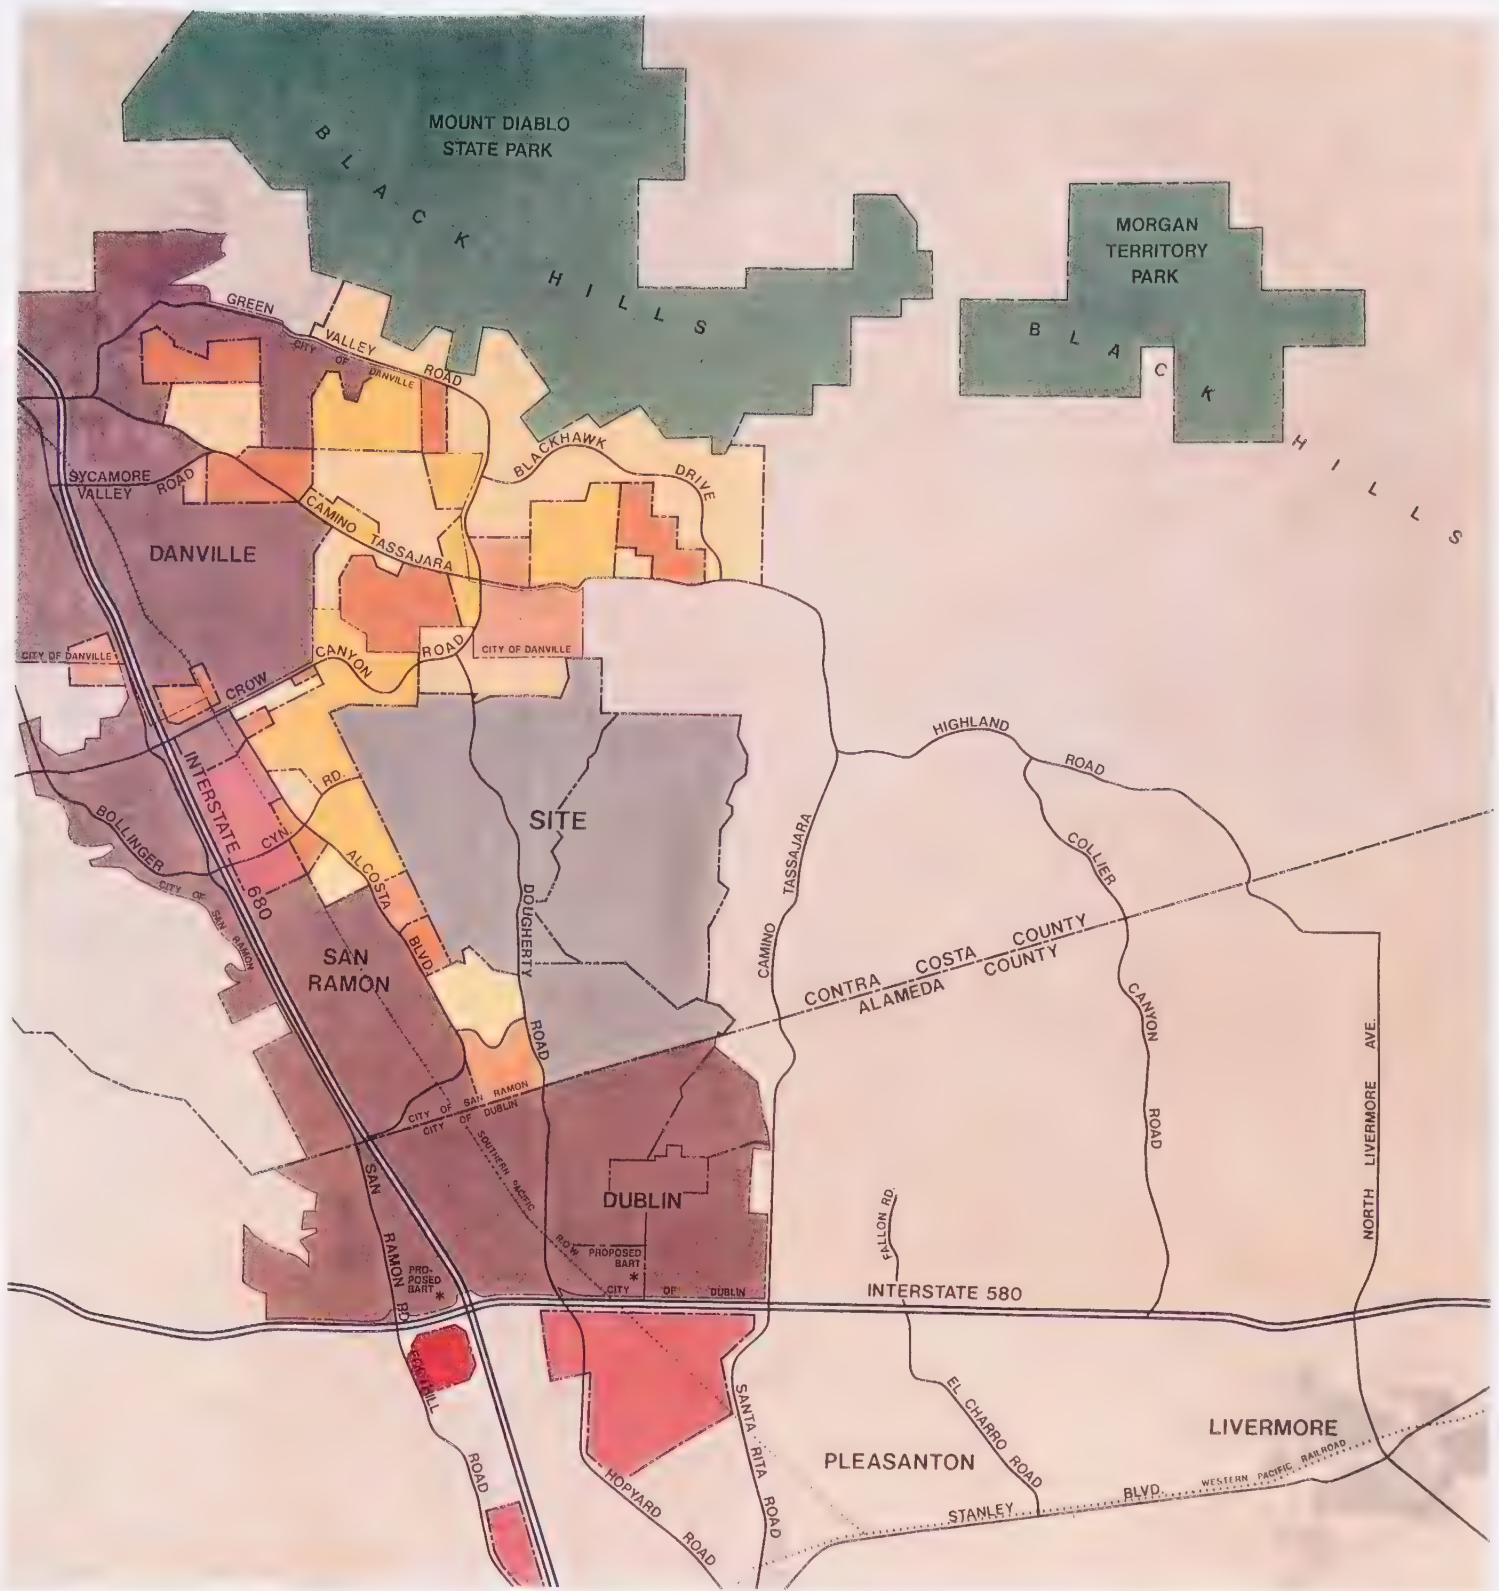 MOUNT DIABLO
STATE PARK
BLACK HILLS
MORGAN
TERRITORY
PARK
BLACK HILLS
GREEN VALLEY ROAD
CITY OF DANVILLE
BLACKHAWK DRIVE
SYCAMORE
VALLEY ROAD
CAMINO TASSAJARA
DANVILLE
CITY OF DANVILLE
CROW CANYON ROAD
CITY OF DANVILLE
HIGHLAND ROAD
INTERSTATE 680
RD.
CYN.
BOLLINGER
SITE
ALCOSTA BLVD.
DOUGHERTY ROAD
CAMINO TASSAJARA
COLLIER CANYON ROAD
CITY OF SAN RAMON
SAN
RAMON
CONTRA COSTA COUNTY
ALAMEDA COUNTY
NORTH LIVERMORE AVE.
CITY OF SAN RAMON
CITY OF DUBLIN
SOUTHERN PACIFIC R.O.W.
SAN RAMON RD.
DUBLIN
FALLON RD.
PROPOSED
BART
*
PRO-
POSED
BART
*
CITY OF DUBLIN
INTERSTATE 580
FOOTHILL ROAD
SANTA RITA ROAD
EL CHARRO ROAD
HOPYARD ROAD
PLEASANTON
LIVERMORE
STANLEY BLVD.
WESTERN PACIFIC RAILROAD